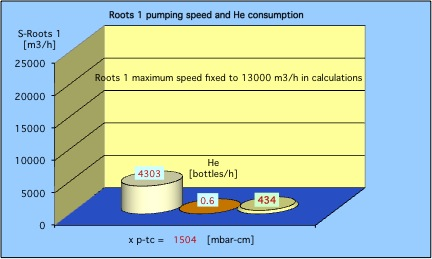 Roots 1 pumping speed and He consumption
S-Roots 1
[m3/h]
25000
Roots 1 maximum speed fixed to 13000 m3/h in calculations
20000
15000
10000
He
[bottles/h]
4303
5000
0.6
434
0
x p-tc = 1504 [mbar-cm]